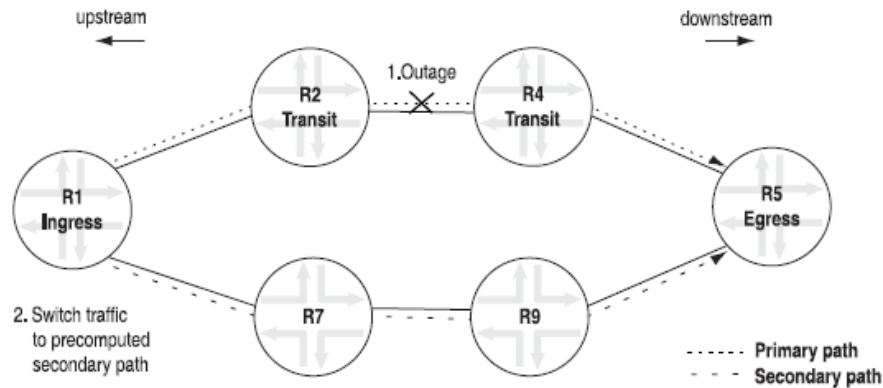 upstream
downstream
1.Outage
R2
Transit
R4
Transit
R1
Ingress
R5
Egress
R7
R9
2. Switch traffic
to precomputed
secondary path
Primary path
Secondary path